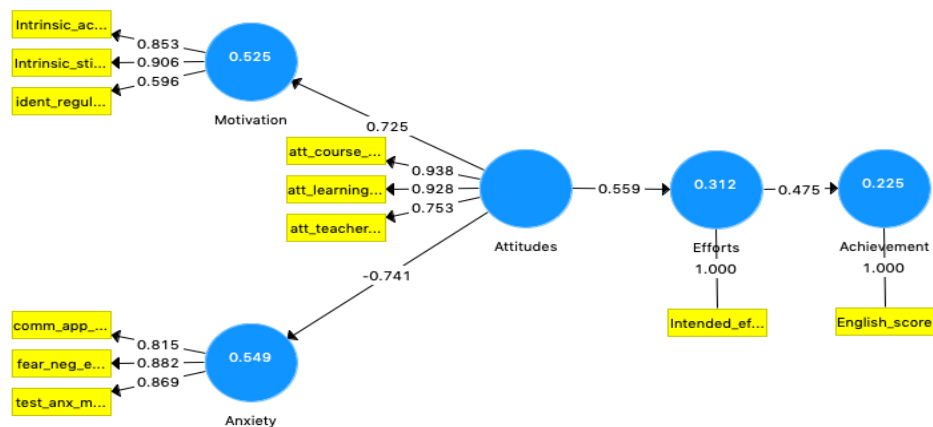 Intrinsic_ac...
0.853
Intrinsic_sti...
0.906
ident_regul...
0.596
0.525
Motivation
0.725
att_course_...
0.938
att_learning...
0.928
att_teacher...
0.753
Attitudes
0.559
0.312
Efforts
1.000
Intended_ef...
0.475
0.225
Achievement
1.000
English_score
-0.741
comm_app_...
0.815
fear_neg_e...
0.882
test_anx_m...
0.869
0.549
Anxiety